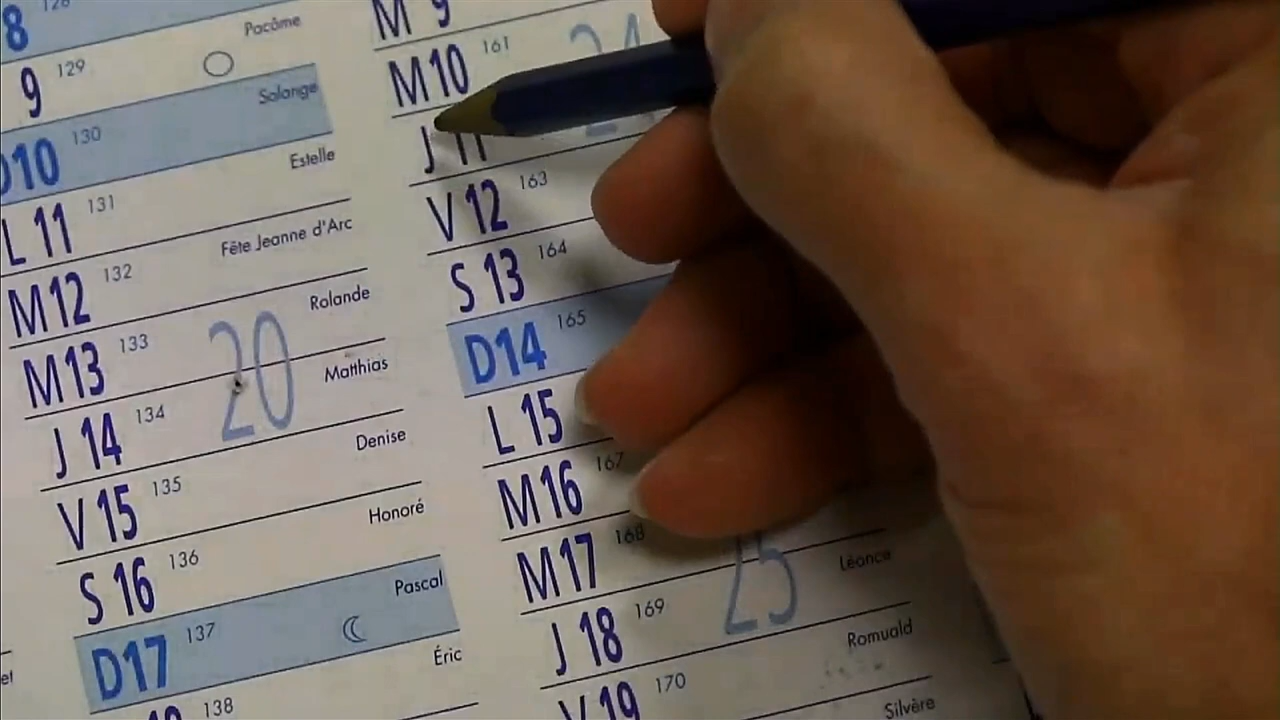 8 128
Pacôme
9 129
Solange
D10 130
Estelle
L 11 131
Fête Jeanne d'Arc
M12 132
Rolande
M13 133
20
Matthias
J 14 134
Denise
V 15 135
Honoré
S 16 136
Pascal
D17 137
Éric
138
M 9
M10 161
24
J 11
V 12 163
S 13 164
D14 165
L 15
M16 167
M17 168
25
Léonce
J 18 169
Romuald
V 19 170
Silvère